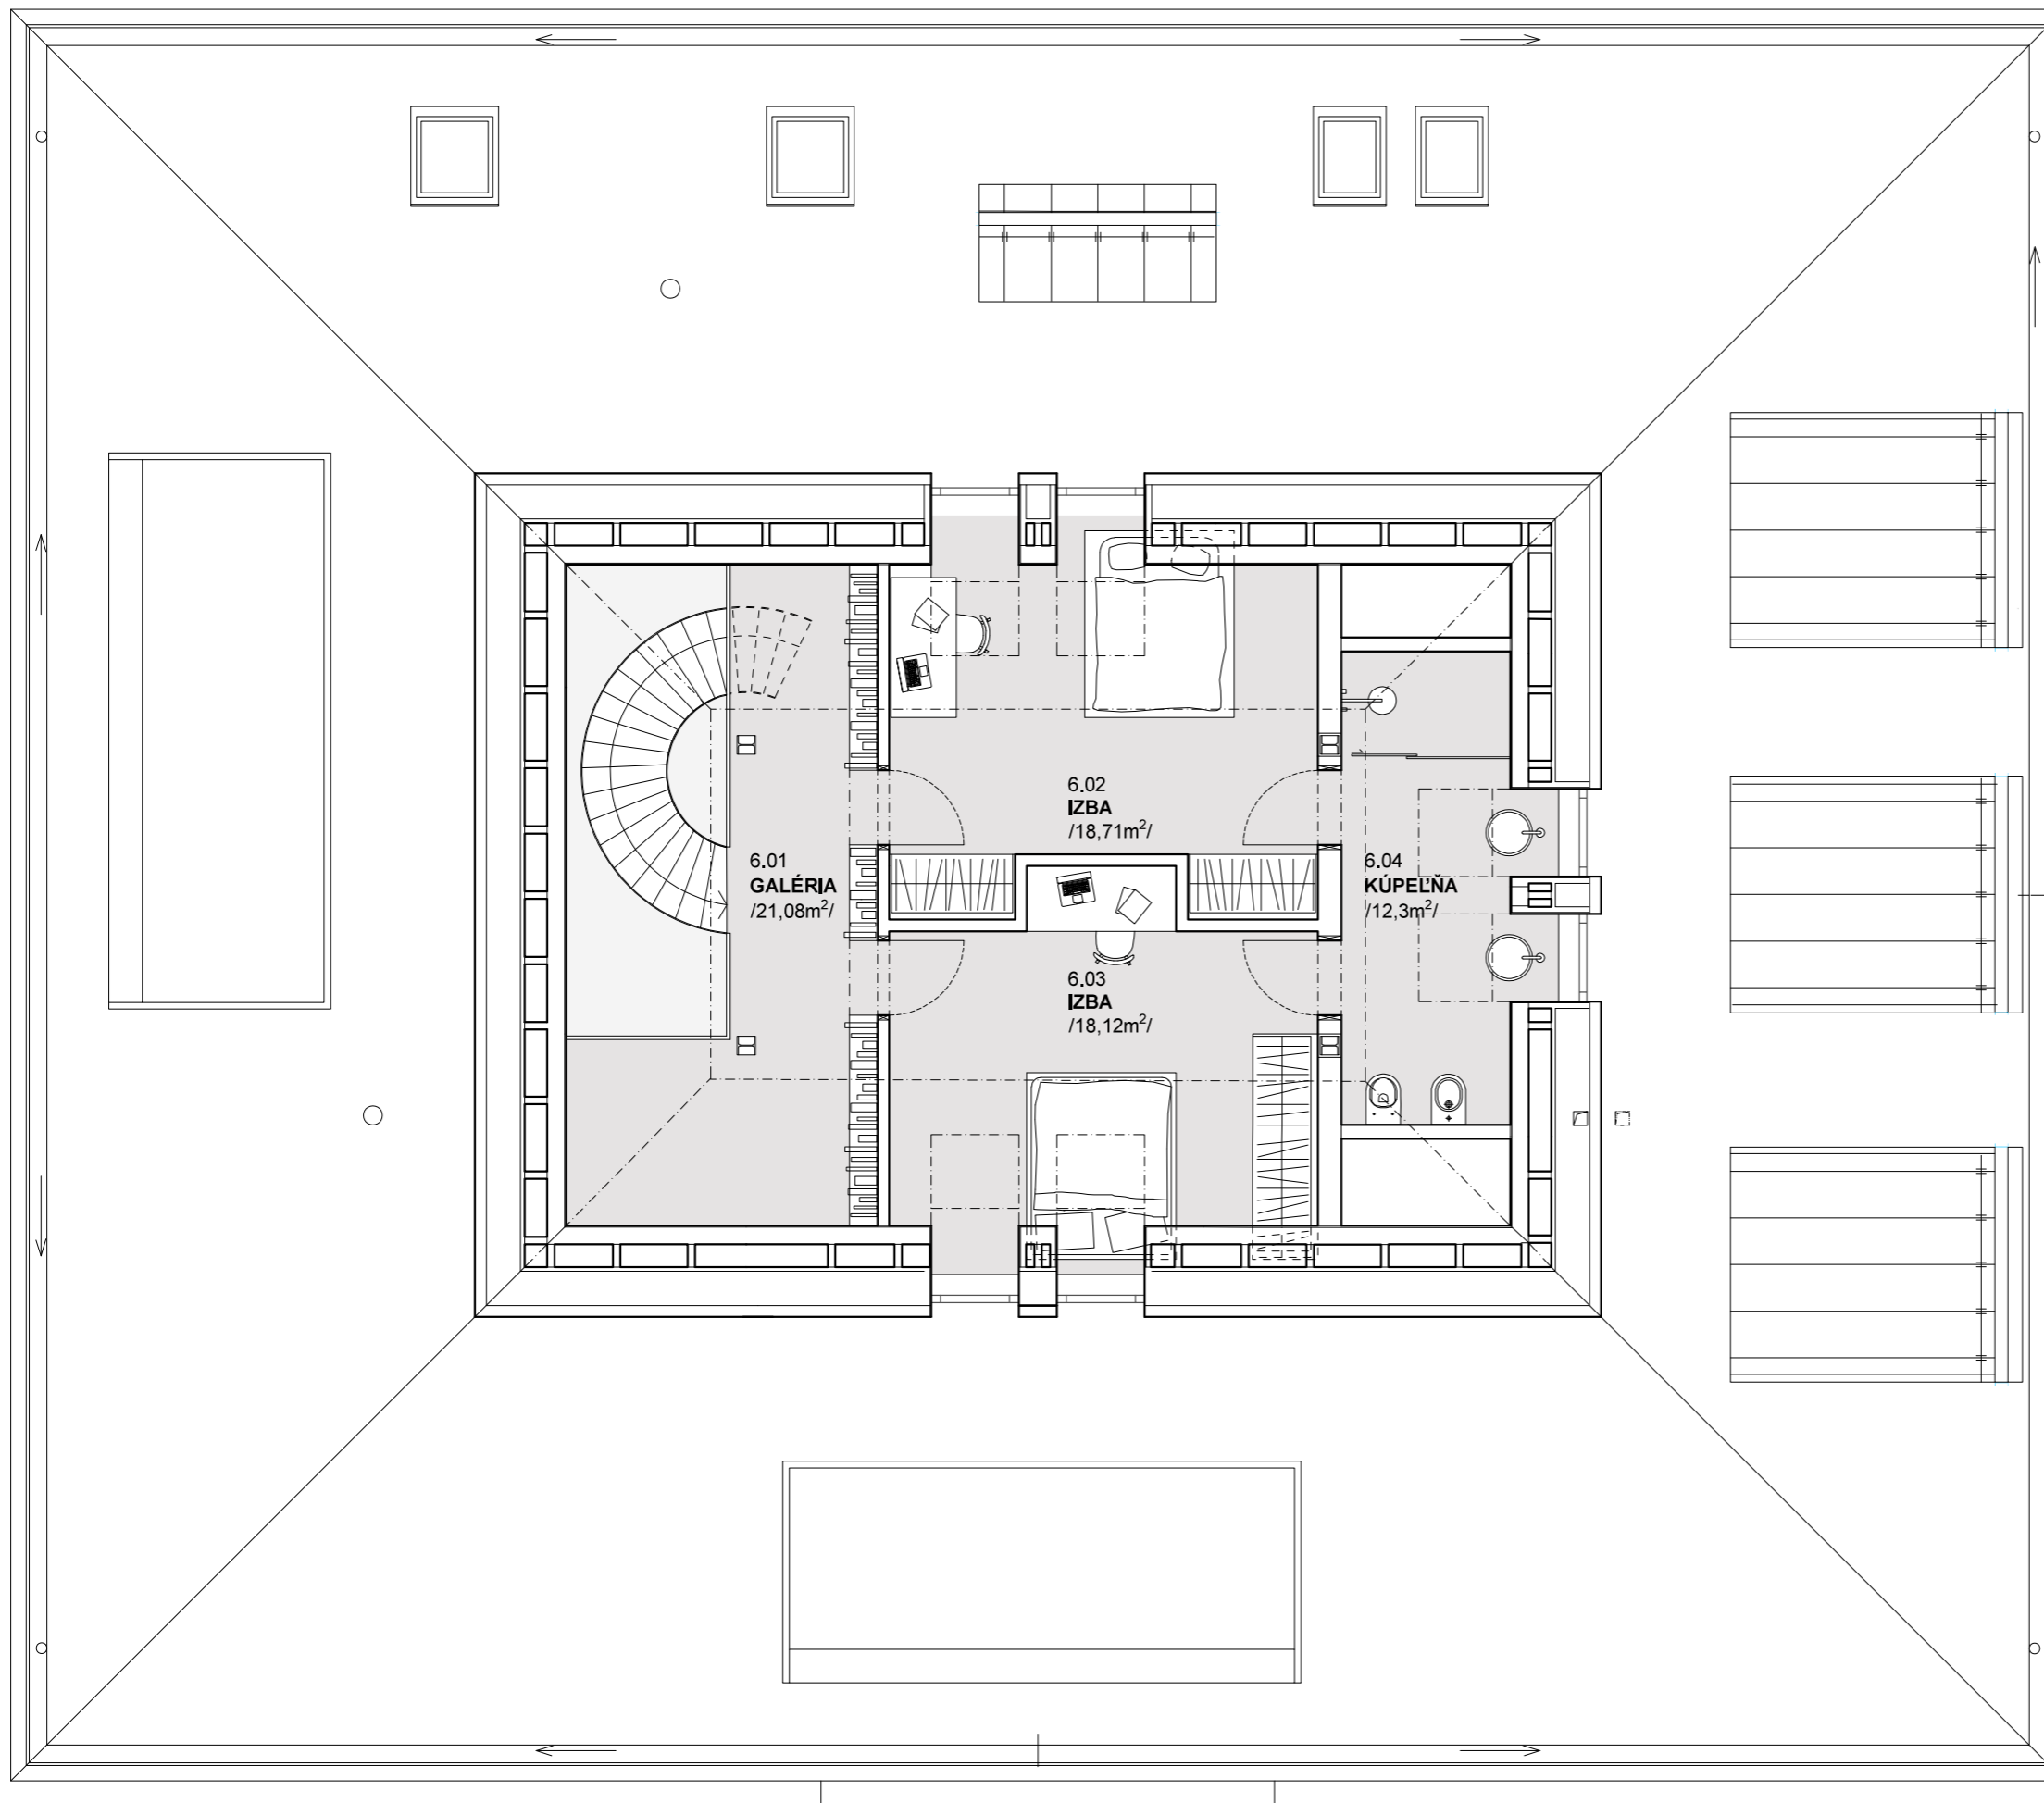 6.02
IZBA
/18,71m²/
6.01
GALÉRIA
/21,08m²/
6.04
KÚPEĽŇA
/12,3m²/
6.03
IZBA
/18,12m²/